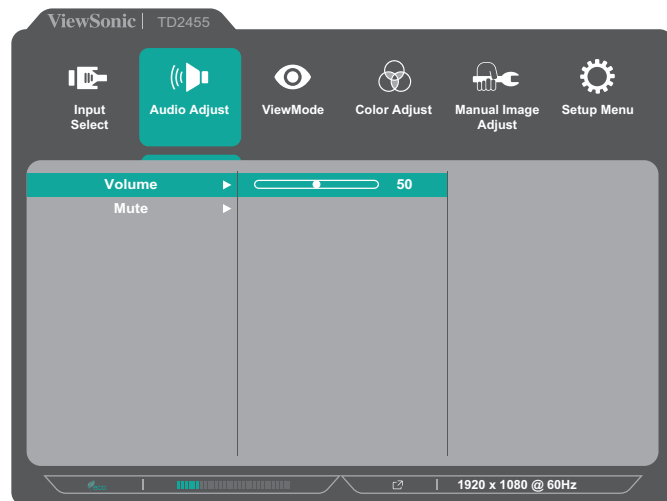 ViewSonic TD2455
Input Select
Audio Adjust
ViewMode
Color Adjust
Manual Image Adjust
Setup Menu
Volume 50
Mute
1920 x 1080 @ 60Hz